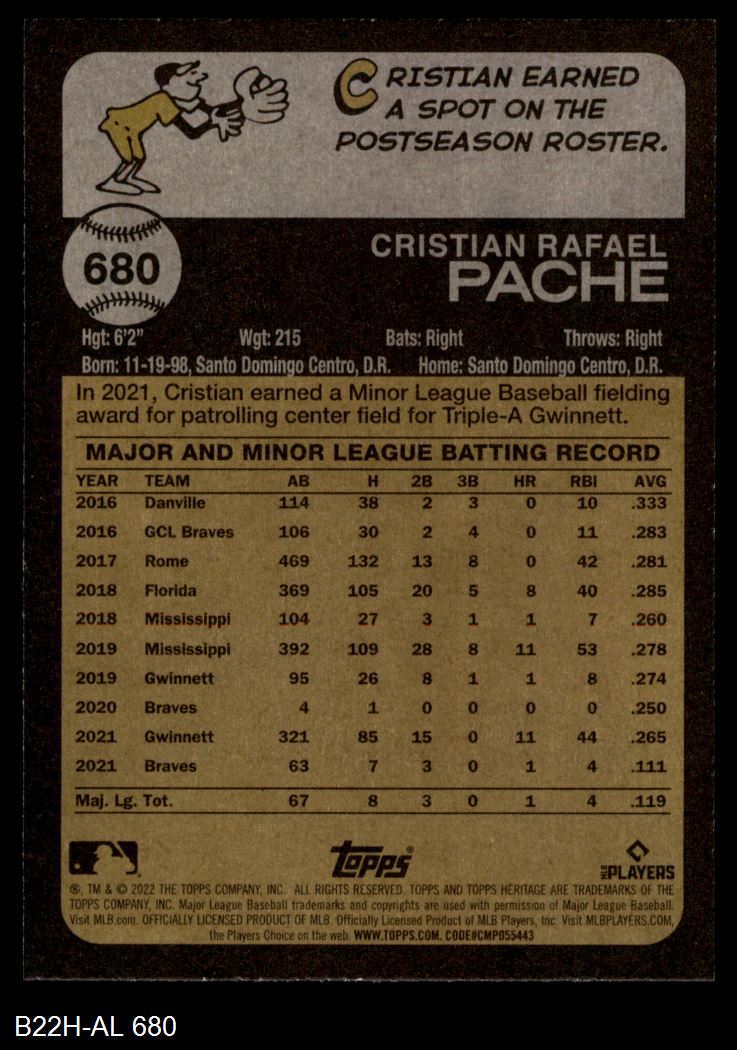 CRISTIAN EARNED
A SPOT ON THE
POSTSEASON ROSTER.
680
CRISTIAN RAFAEL
PACHE
Hgt: 6'2" Wgt: 215 Bats: Right Throws: Right
Born: 11-19-98, Santo Domingo Centro, D.R. Home: Santo Domingo Centro, D.R.
In 2021, Cristian earned a Minor League Baseball fielding
award for patrolling center field for Triple-A Gwinnett.
MAJOR AND MINOR LEAGUE BATTING RECORD
YEAR TEAM AB H 2B 3B HR RBI AVG
2016 Danville 114 38 2 3 0 10 .333
2016 GCL Braves 106 30 2 4 0 11 .283
2017 Rome 469 132 13 8 0 42 .281
2018 Florida 369 105 20 5 8 40 .285
2018 Mississippi 104 27 3 1 1 7 .260
2019 Mississippi 392 109 28 8 11 53 .278
2019 Gwinnett 95 26 8 1 1 8 .274
2020 Braves 4 1 0 0 0 0 .250
2021 Gwinnett 321 85 15 0 11 44 .265
2021 Braves 63 7 3 0 1 4 .111
Maj. Lg. Tot. 67 8 3 0 1 4 .119
Topps® MLB PLAYERS
®, TM & © 2022 THE TOPPS COMPANY, INC. ALL RIGHTS RESERVED. TOPPS AND TOPPS HERITAGE ARE TRADEMARKS OF THE
TOPPS COMPANY, INC. Major League Baseball trademarks and copyrights are used with permission of Major League Baseball.
Visit MLB.com. OFFICIALLY LICENSED PRODUCT OF MLB. Officially Licensed Product of MLB Players, Inc. Visit MLBPLAYERS.COM,
the Players Choice on the web. WWW.TOPPS.COM. CODE#CMP055443
B22H-AL 680